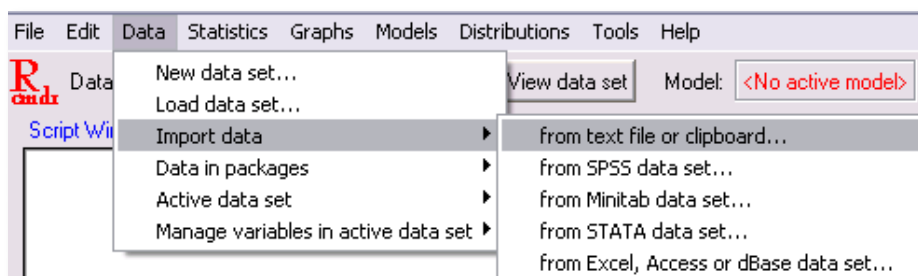 File Edit Data Statistics Graphs Models Distributions Tools Help
R cmdr Data View data set Model: <No active model>
Script Wi
New data set...
Load data set...
Import data
Data in packages
Active data set
Manage variables in active data set
from text file or clipboard...
from SPSS data set...
from Minitab data set...
from STATA data set...
from Excel, Access or dBase data set...